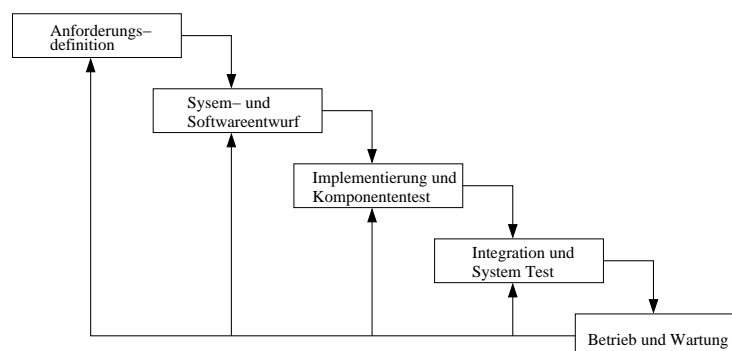 Anforderungs–
definition
Sysem– und
Softwareentwurf
Implementierung und
Komponententest
Integration und
System Test
Betrieb und Wartung